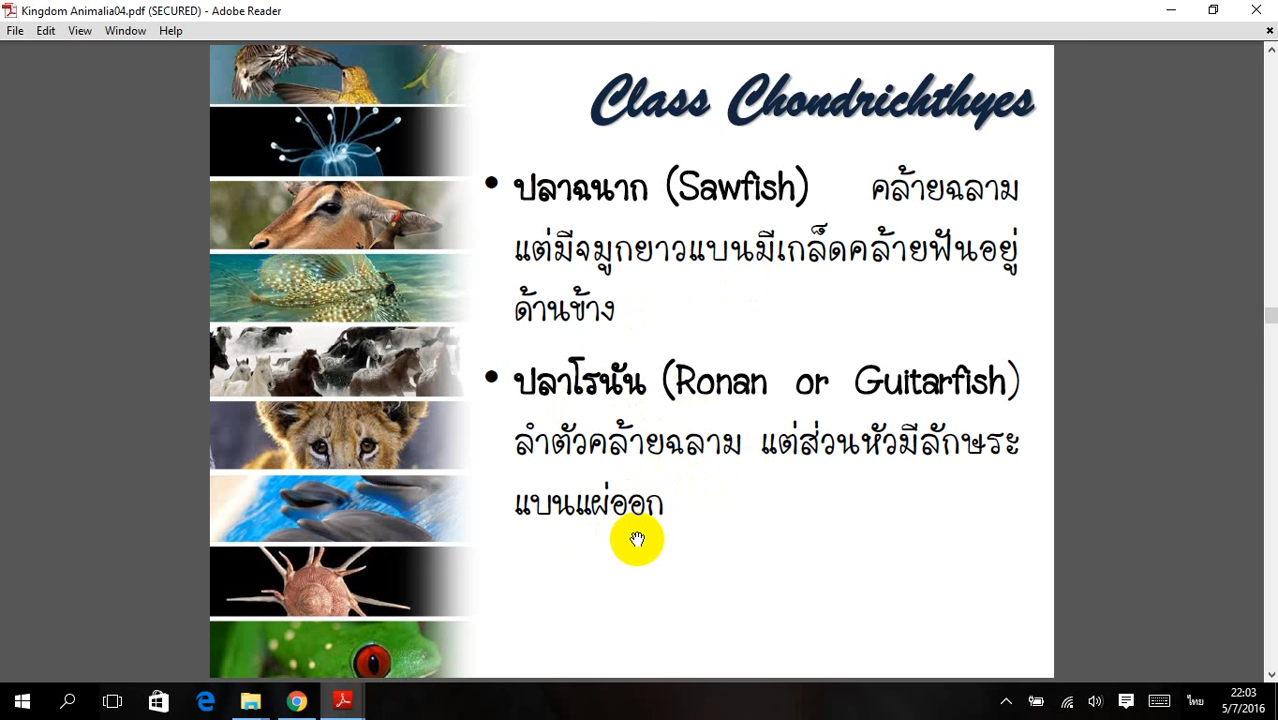 Kingdom Animalia04.pdf (SECURED) - Adobe Reader
File Edit View Window Help
Class Chondrichthyes
• ปลาฉนาก (Sawfish) คล้ายฉลาม
แต่มีจมูกยาวแบนมีเกล็ดคล้ายฟันอยู่
ด้านข้าง
• ปลาโรนัน (Ronan or Guitarfish)
ลำตัวคล้ายฉลาม แต่ส่วนหัวมีลักษระ
แบนแผ่ออก
ไทย
22:03
5/7/2016